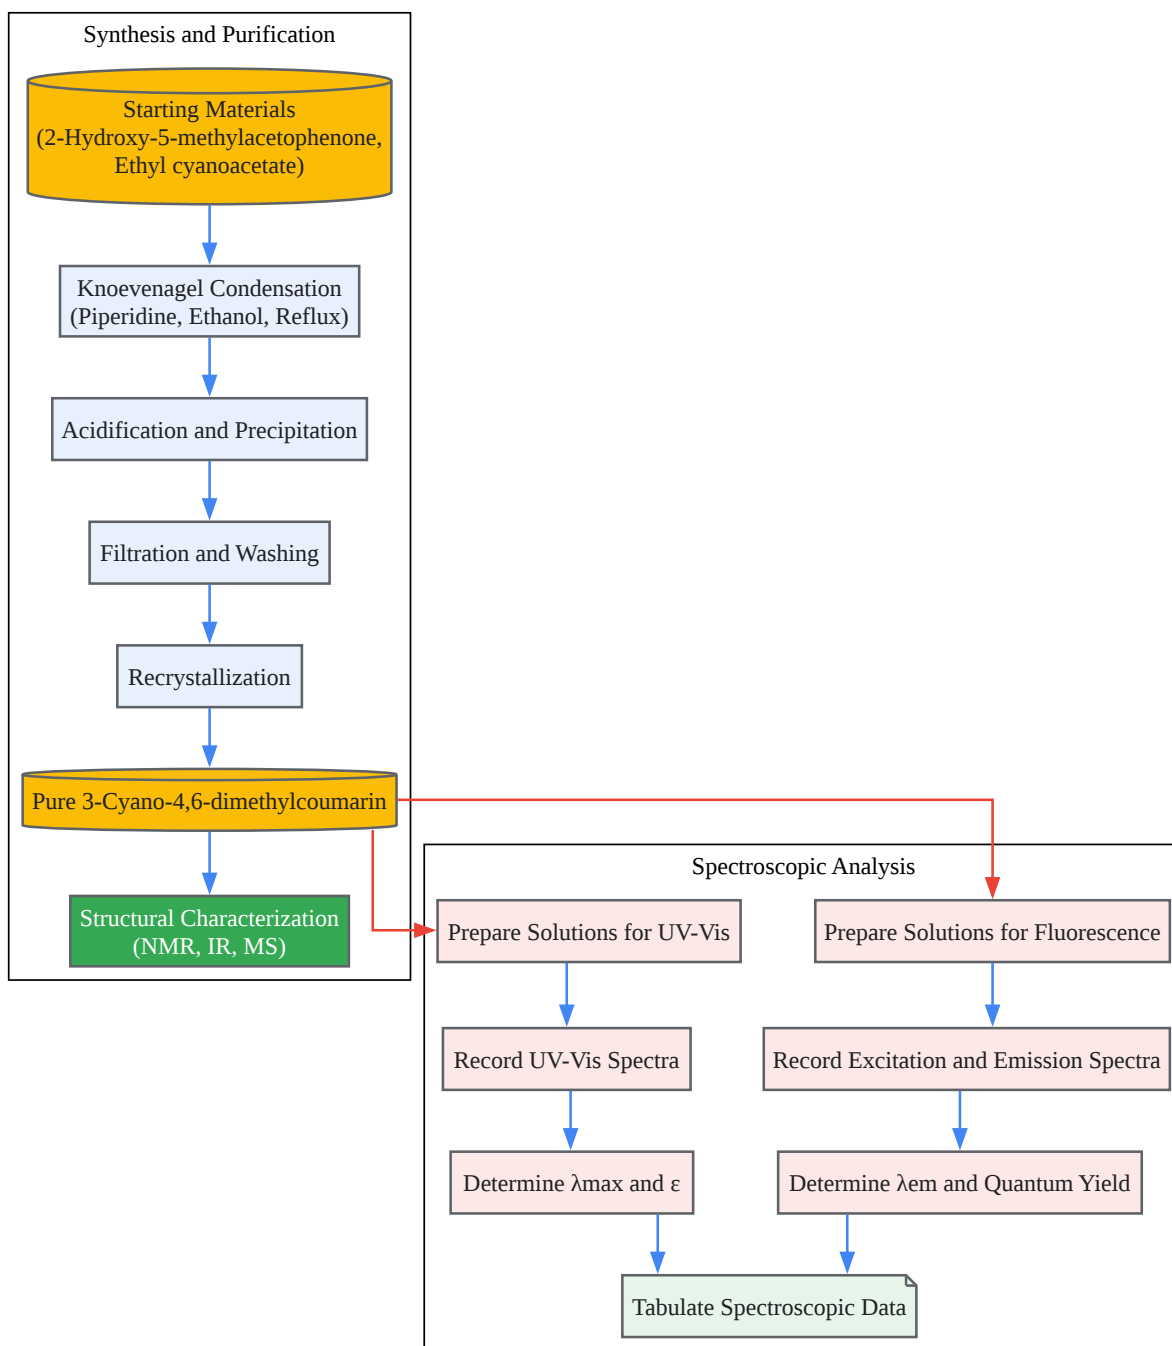 Synthesis and Purification
Starting Materials
(2-Hydroxy-5-methylacetophenone,
Ethyl cyanoacetate)
Knoevenagel Condensation
(Piperidine, Ethanol, Reflux)
Acidification and Precipitation
Filtration and Washing
Recrystallization
Pure 3-Cyano-4,6-dimethylcoumarin
Structural Characterization
(NMR, IR, MS)
Spectroscopic Analysis
Prepare Solutions for UV-Vis
Prepare Solutions for Fluorescence
Record UV-Vis Spectra
Record Excitation and Emission Spectra
Determine λmax and ε
Determine λem and Quantum Yield
Tabulate Spectroscopic Data